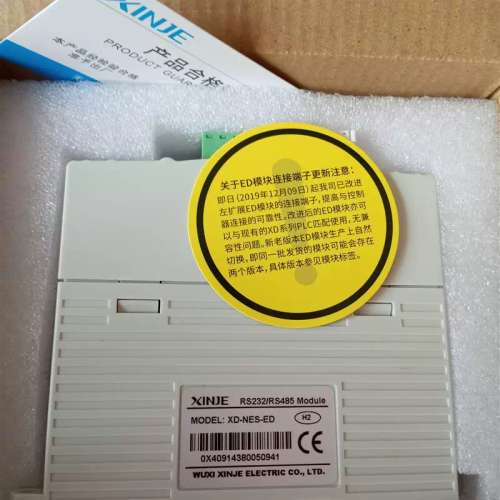 XINJE
产品合格
PRODUCT GUAR
本产品经检验合格
准予出厂
关于ED模块连接端子更新注意：
即日(2019年12月09日)起我司已改进
左扩展ED模块的连接端子，提高与控制
器连接的可靠性。改进后的ED模块亦可
以与现有的XD系列PLC匹配使用，无兼
容性问题。新老版本ED模块生产上自然
切换，即同一批发货的模块可能会存在
两个版本，具体版本参见模块标签。
XINJE RS232/RS485 Module
MODEL: XD-NES-ED H2
0X40914380050941
WUXI XINJE ELECTRIC CO., LTD.